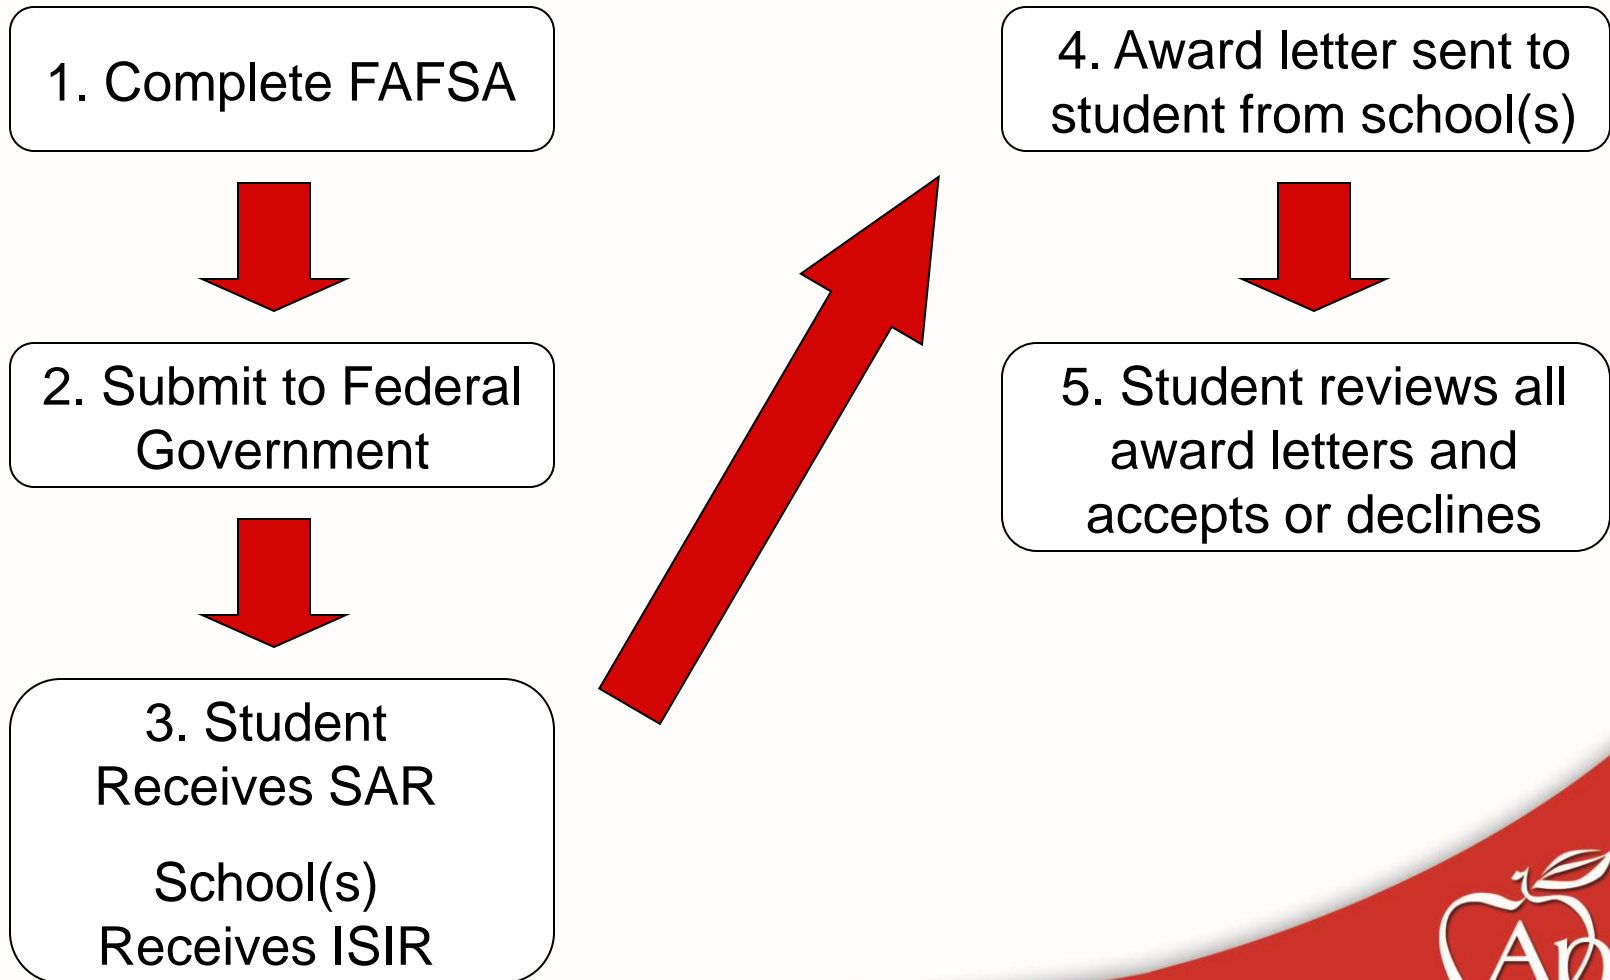 1. Complete FAFSA
2. Submit to Federal
Government
3. Student
Receives SAR
School(s)
Receives ISIR
4. Award letter sent to
student from school(s)
5. Student reviews all
award letters and
accepts or declines